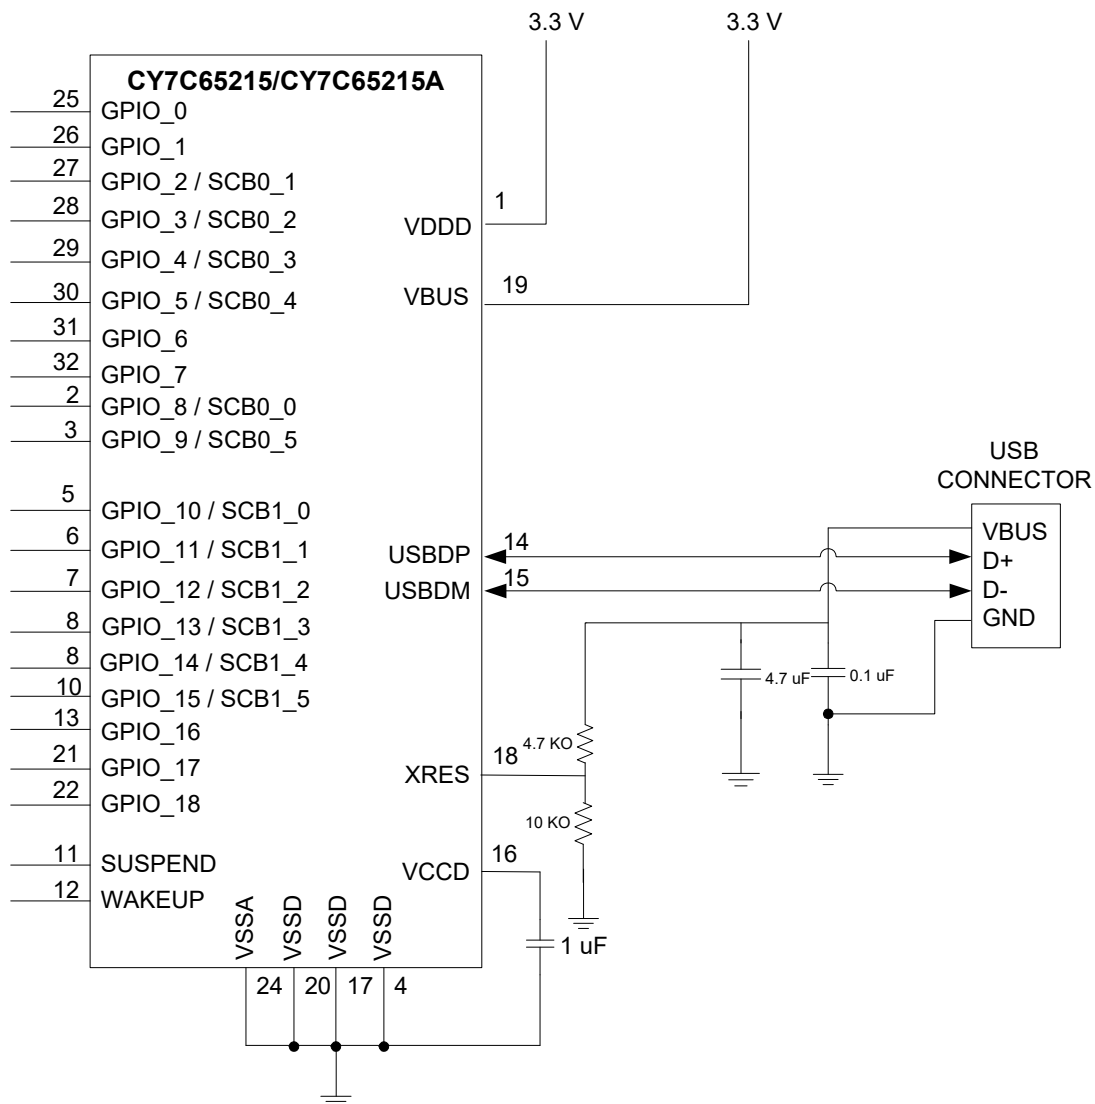 3.3 V
3.3 V
CY7C65215/CY7C65215A
25
GPIO_0
26
GPIO_1
27
GPIO_2 / SCB0_1
28
GPIO_3 / SCB0_2
29
GPIO_4 / SCB0_3
30
GPIO_5 / SCB0_4
31
GPIO_6
32
GPIO_7
2
GPIO_8 / SCB0_0
3
GPIO_9 / SCB0_5
5
GPIO_10 / SCB1_0
6
GPIO_11 / SCB1_1
7
GPIO_12 / SCB1_2
8
GPIO_13 / SCB1_3
8
GPIO_14 / SCB1_4
10
GPIO_15 / SCB1_5
13
GPIO_16
21
GPIO_17
22
GPIO_18
11
SUSPEND
12
WAKEUP
VDDD
1
VBUS
19
USBDP
14
USBDM
15
XRES
18
VCCD
16
VSSA
VSSD
VSSD
VSSD
24
20
17
4
1 uF
4.7 KO
10 KO
4.7 uF
0.1 uF
USB
CONNECTOR
VBUS
D+
D-
GND